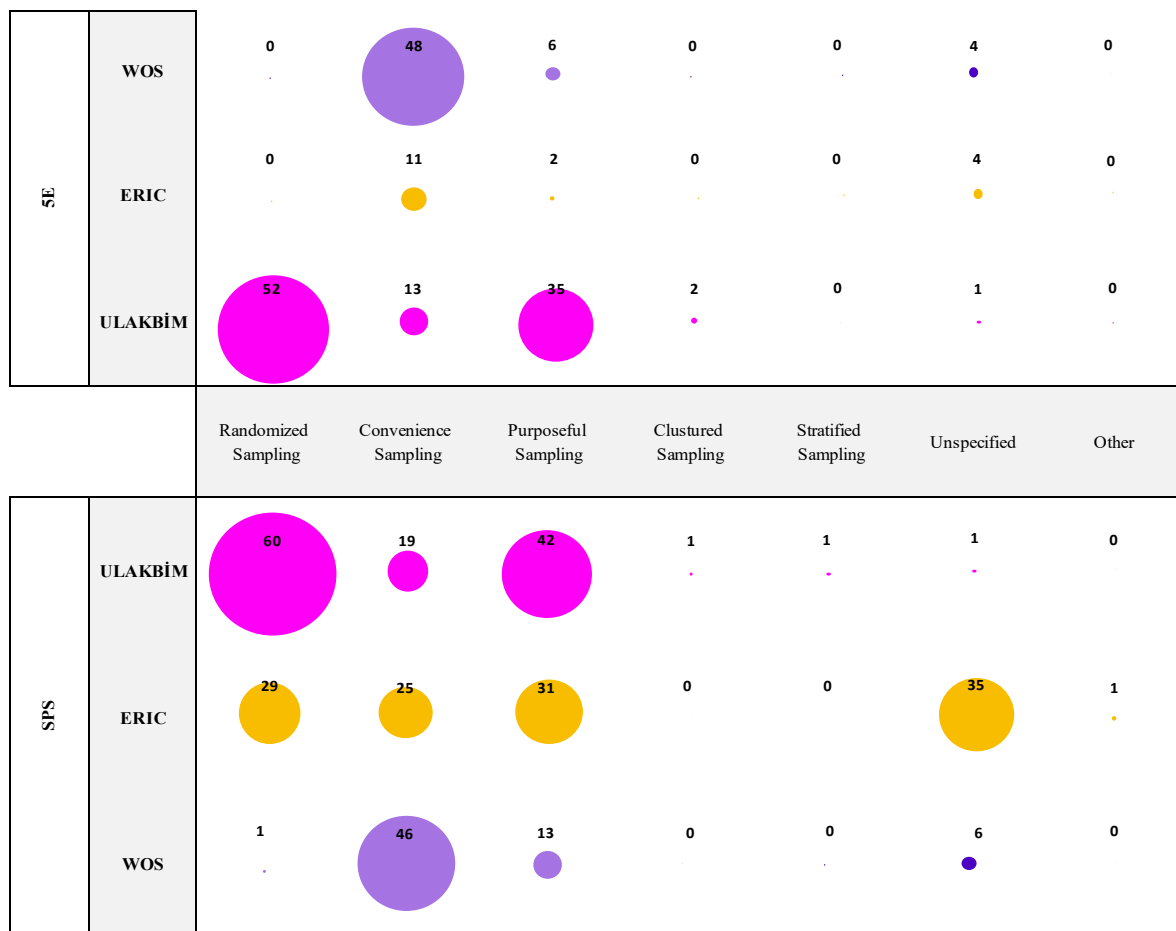 0 48 6 0 0 4 0
WOS
0 11 2 0 0 4 0
5E
ERIC
52 13 35 2 0 1 0
ULAKBİM
Randomized Convenience Purposeful Clustured Stratified Unspecified Other
Sampling Sampling Sampling Sampling Sampling
60 19 42 1 1 1 0
ULAKBİM
29 25 31 0 0 35 1
SPS
ERIC
1 46 13 0 0 6 0
WOS